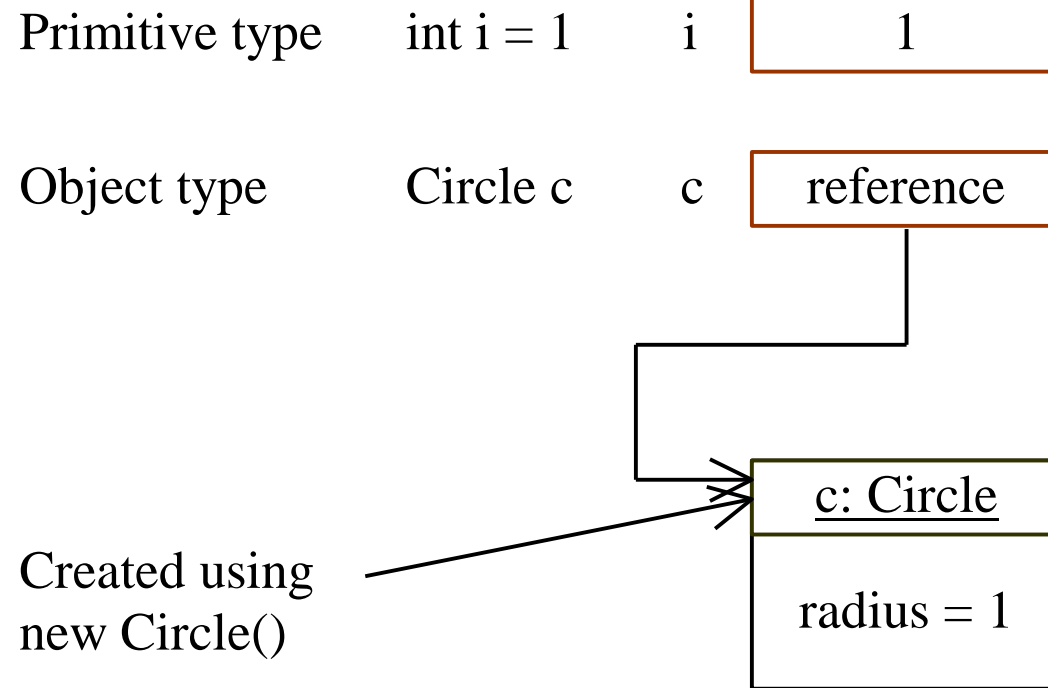 Primitive type int i = 1 i 1
Object type Circle c c reference
c: Circle
Created using
new Circle()
radius = 1